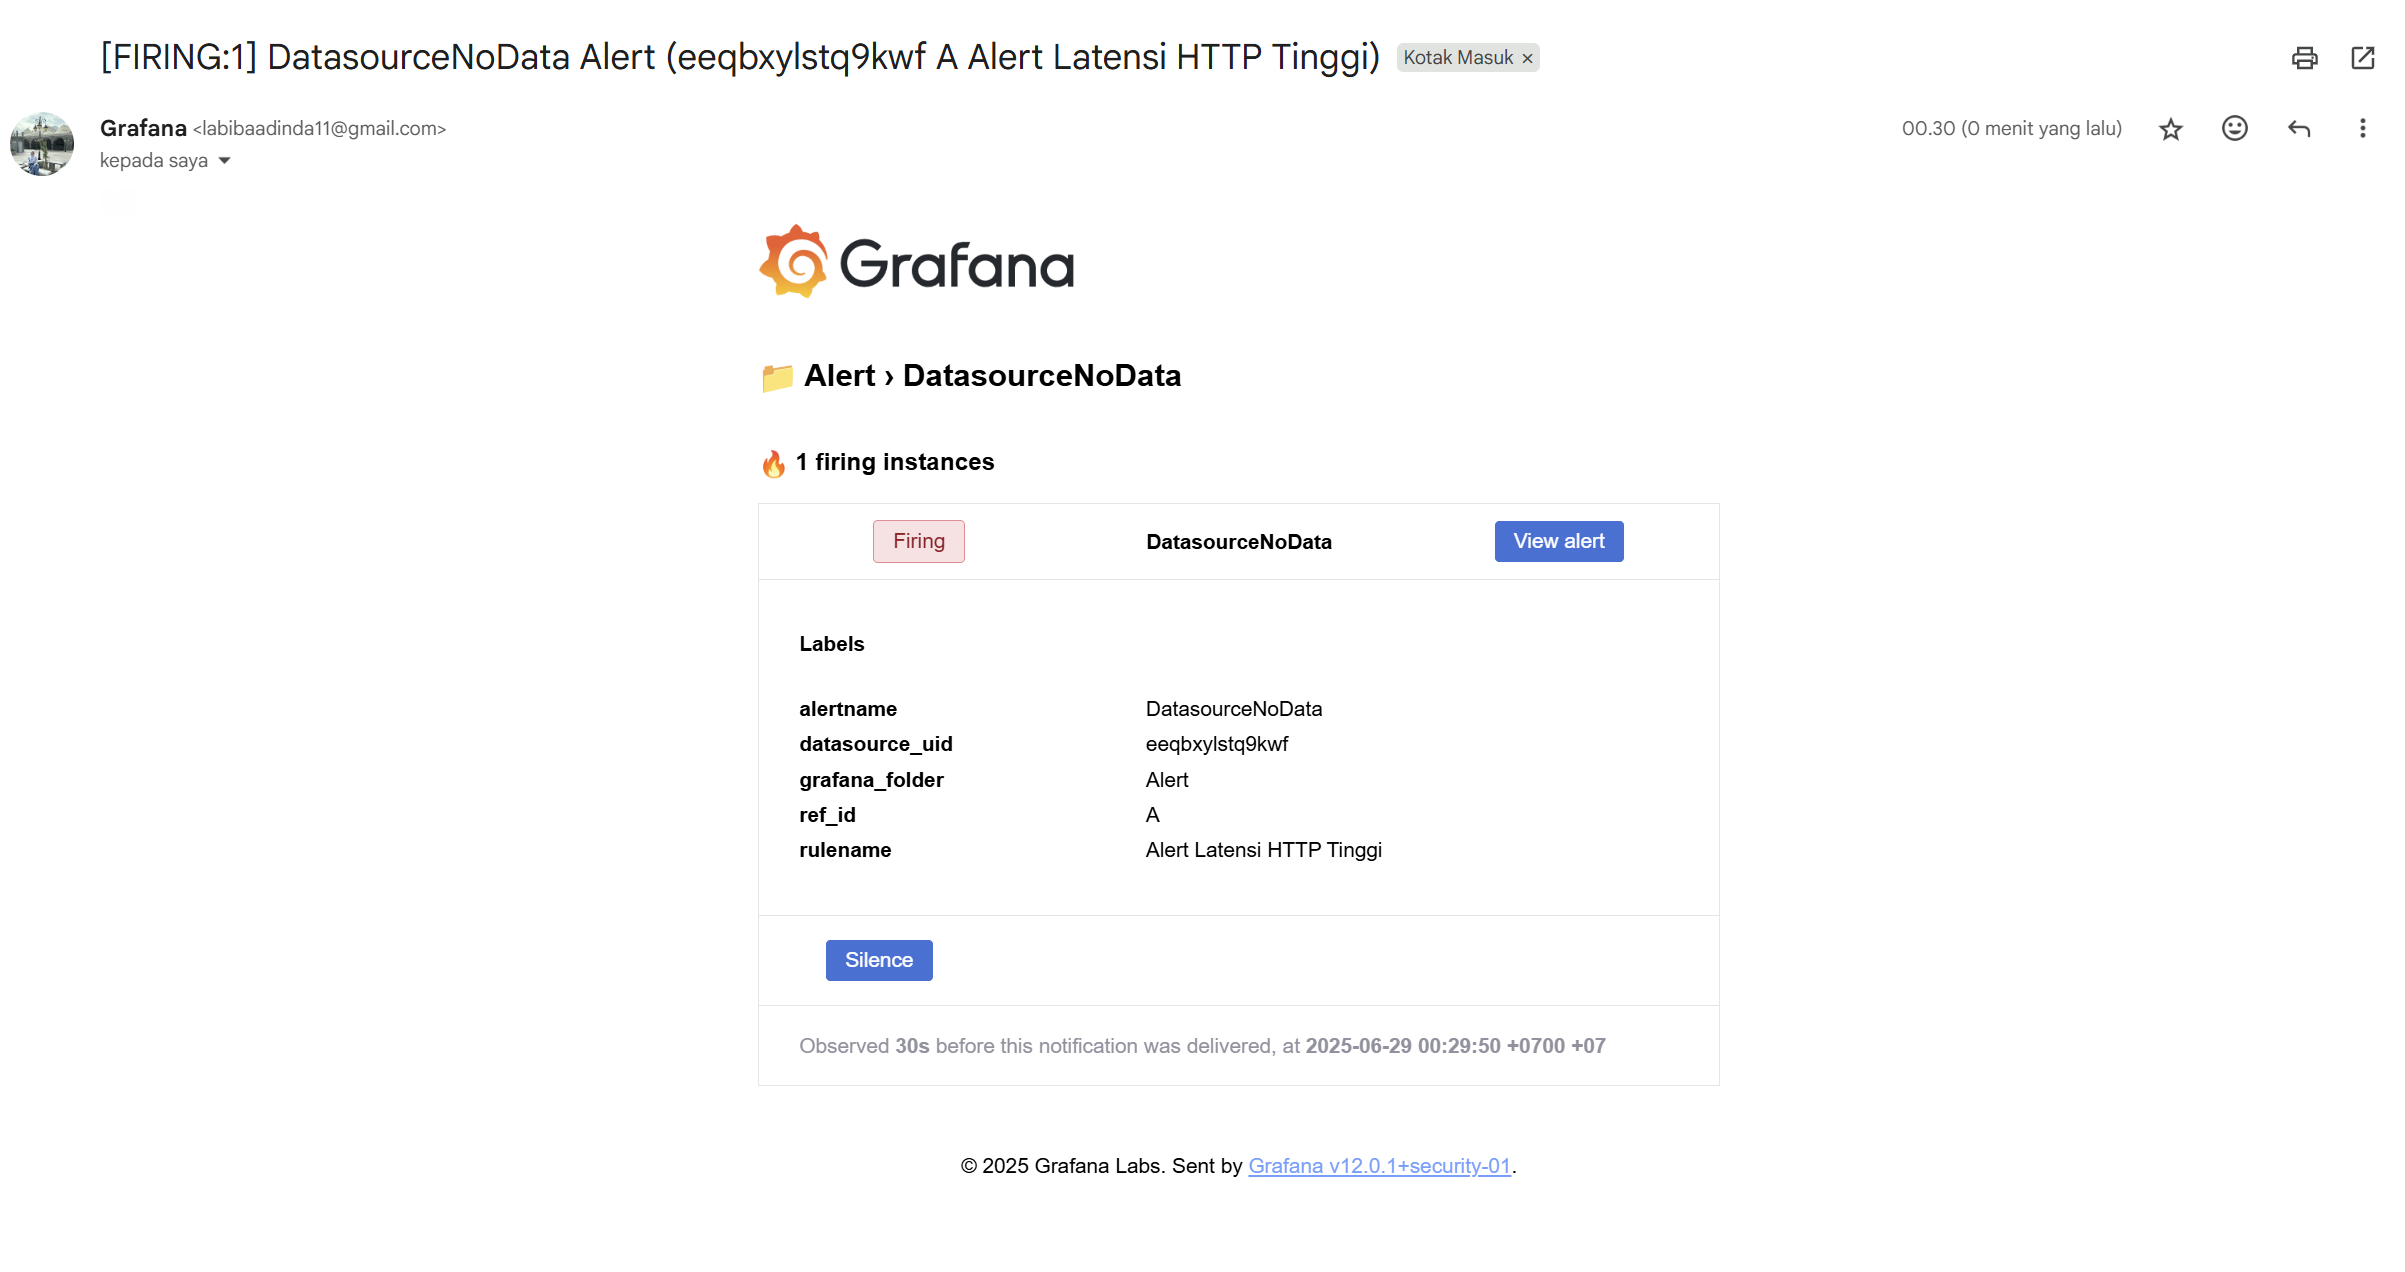 [FIRING:1] DatasourceNoData Alert (eeqbxylstq9kwf A Alert Latensi HTTP Tinggi) Kotak Masuk ×
Grafana <labibaadinda11@gmail.com> 00.30 (0 menit yang lalu)
kepada saya
Grafana
Alert › DatasourceNoData
1 firing instances
Firing DatasourceNoData View alert
Labels
alertname DatasourceNoData
datasource_uid eeqbxylstq9kwf
grafana_folder Alert
ref_id A
rulename Alert Latensi HTTP Tinggi
Silence
Observed 30s before this notification was delivered, at 2025-06-29 00:29:50 +0700 +07
© 2025 Grafana Labs. Sent by Grafana v12.0.1+security-01.